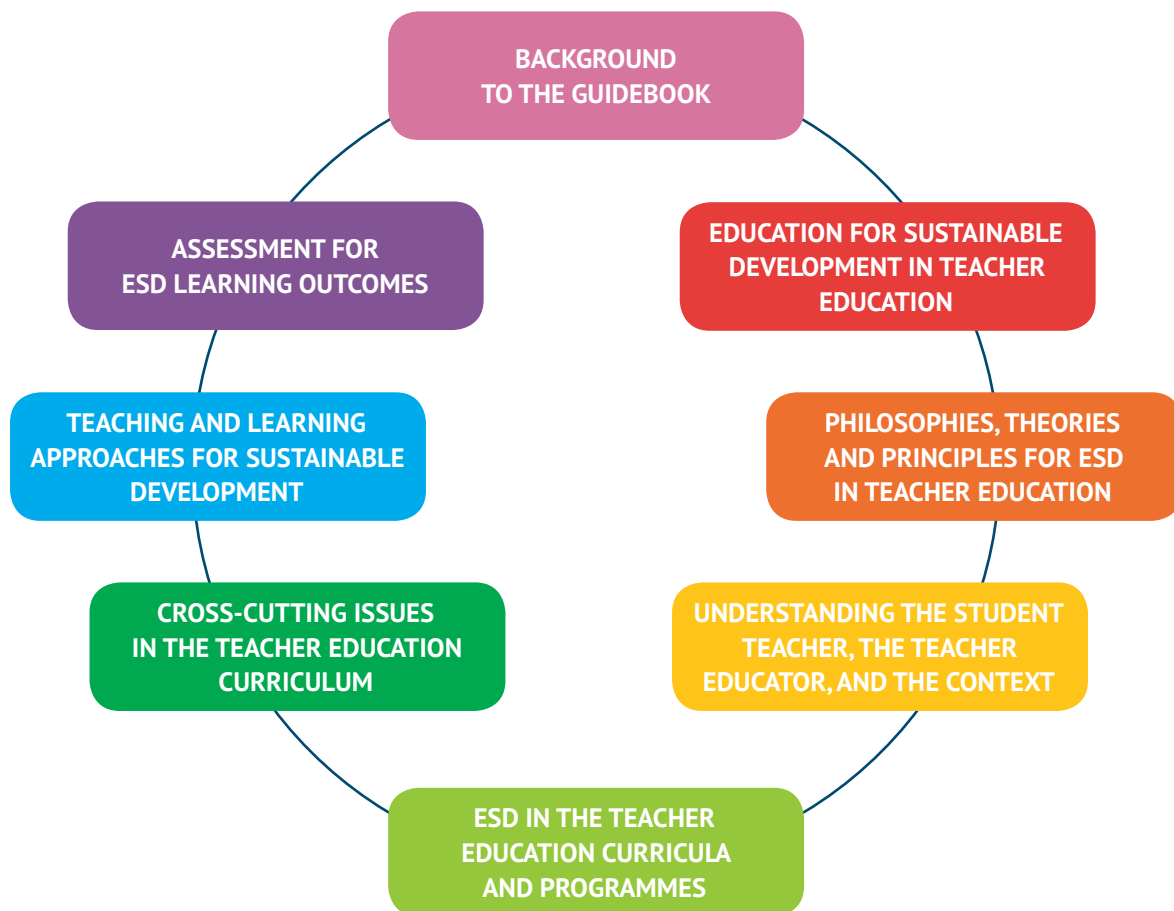 BACKGROUND
TO THE GUIDEBOOK
EDUCATION FOR SUSTAINABLE
DEVELOPMENT IN TEACHER
EDUCATION
PHILOSOPHIES, THEORIES
AND PRINCIPLES FOR ESD
IN TEACHER EDUCATION
UNDERSTANDING THE STUDENT
TEACHER, THE TEACHER
EDUCATOR, AND THE CONTEXT
ESD IN THE TEACHER
EDUCATION CURRICULA
AND PROGRAMMES
CROSS-CUTTING ISSUES
IN THE TEACHER EDUCATION
CURRICULUM
TEACHING AND LEARNING
APPROACHES FOR SUSTAINABLE
DEVELOPMENT
ASSESSMENT FOR
ESD LEARNING OUTCOMES